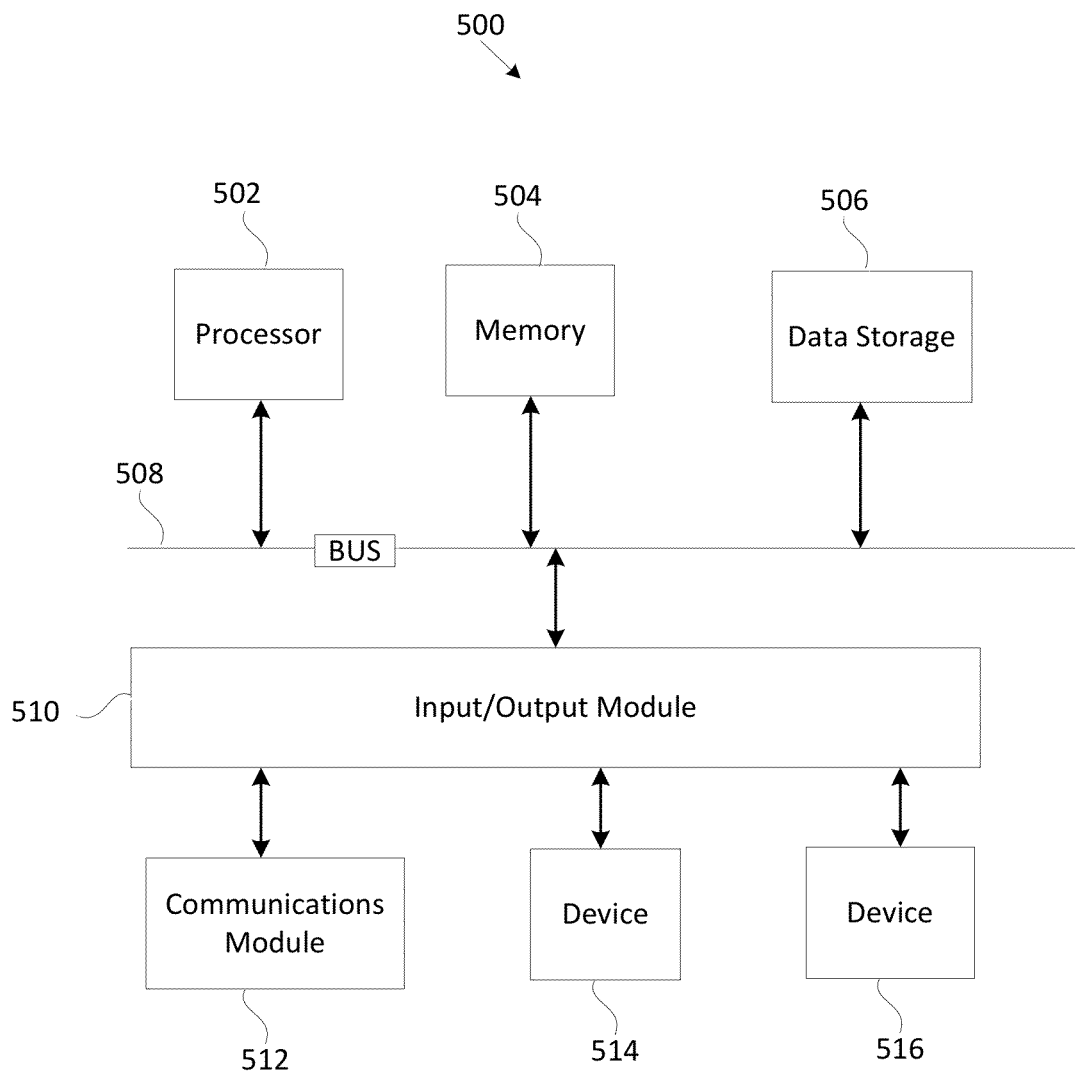 500
502
504
506
Processor
Memory
Data Storage
508
BUS
510
Input/Output Module
Communications
Module
Device
Device
512
514
516